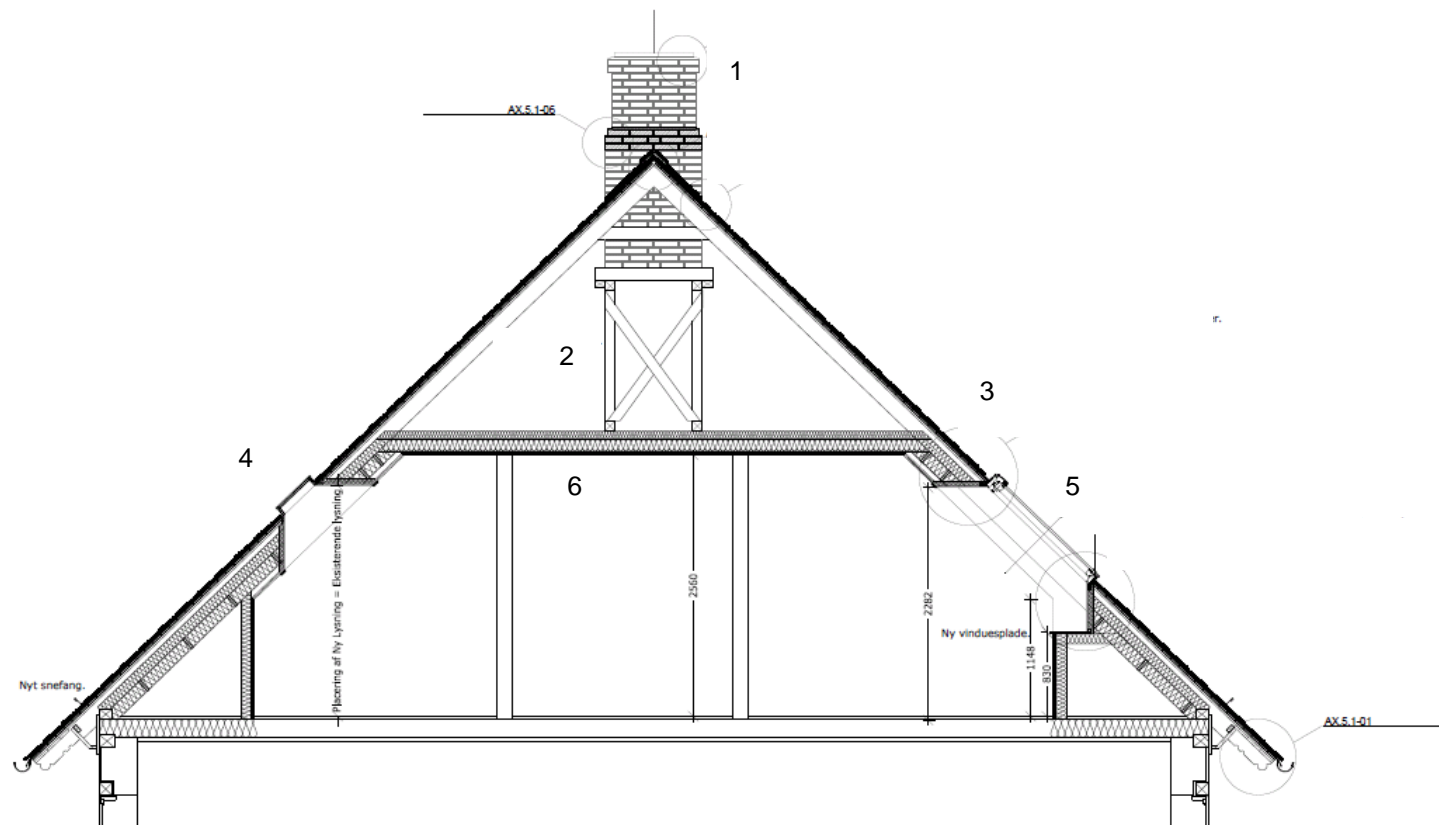 1
AX.5.1-06
r.
2
3
4
5
6
Placering af Ny Lysning = Eksisterende lysning.
2560
2282
Ny vinduesplade.
1148
830
Nyt snefang.
AX.5.1-01